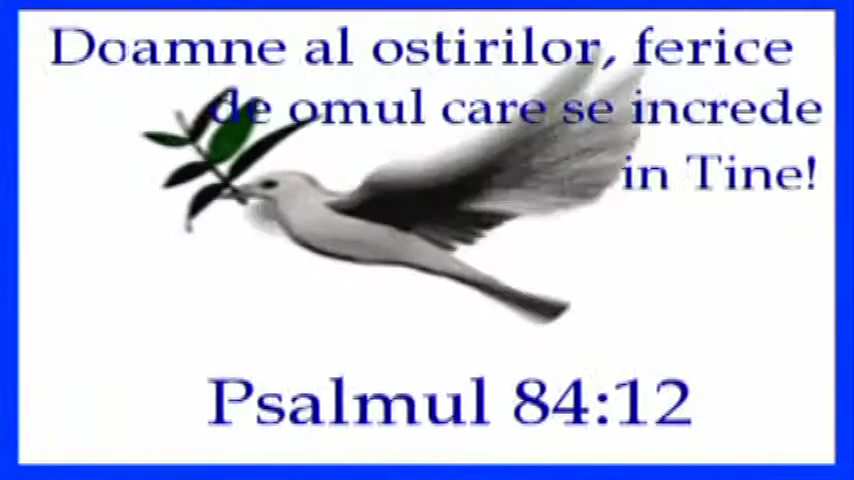 Doamne al ostirilor, ferice
de omul care se increde
in Tine!
Psalmul 84:12